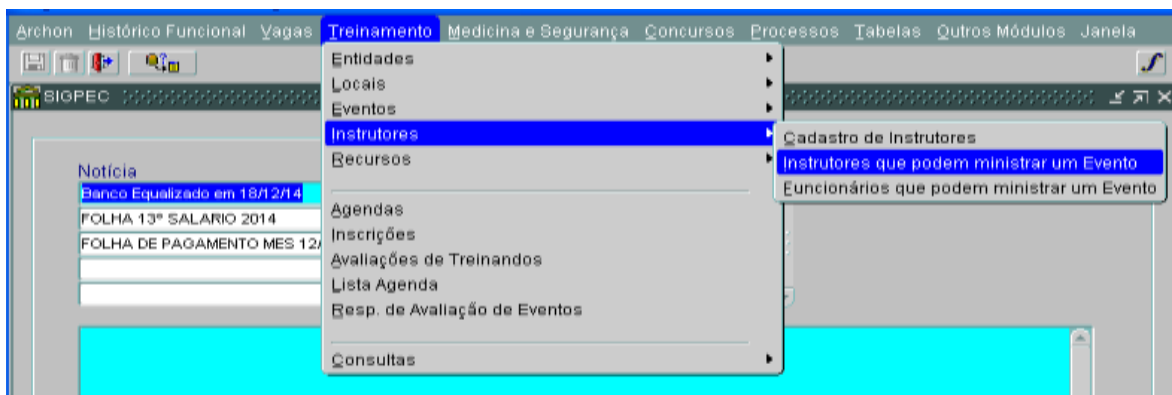 Archon Histórico Funcional Vagas Treinamento Medicina e Segurança Concursos Processos Tabelas Outros Módulos Janela
SIGPEC
Entidades
Locais
Eventos
Instrutores
Recursos
Agendas
Inscrições
Avaliações de Treinandos
Lista Agenda
Resp. de Avaliação de Eventos
Consultas
Cadastro de Instrutores
Instrutores que podem ministrar um Evento
Funcionários que podem ministrar um Evento
Notícia
Banco Equalizado em 18/12/14
FOLHA 13º SALARIO 2014
FOLHA DE PAGAMENTO MES 12/